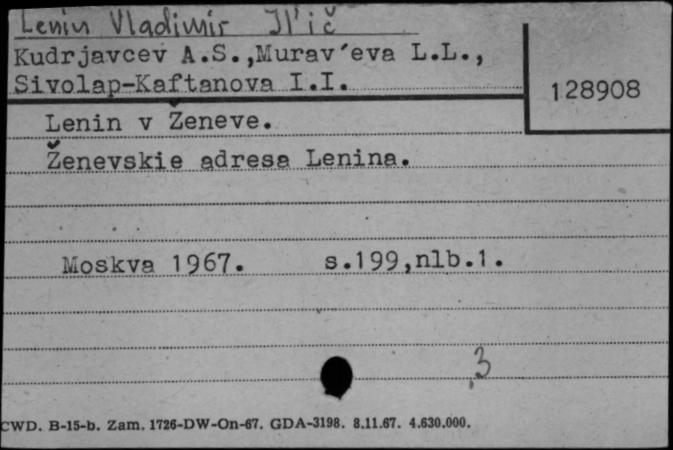 Lenin Vladimir Il'ič
Kudrjavcev A.S.,Murav´eva L.L.,
Sivolap-Kaftanova I.I.
128908
Lenin v Ženeve.
Ženevskie adresa Lenina.
Moskva 1967. s.199,nlb.1.
3
CWD. B-15-b. Zam. 1726-DW-On-67. GDA-3198. 8.11.67. 4.630.000.